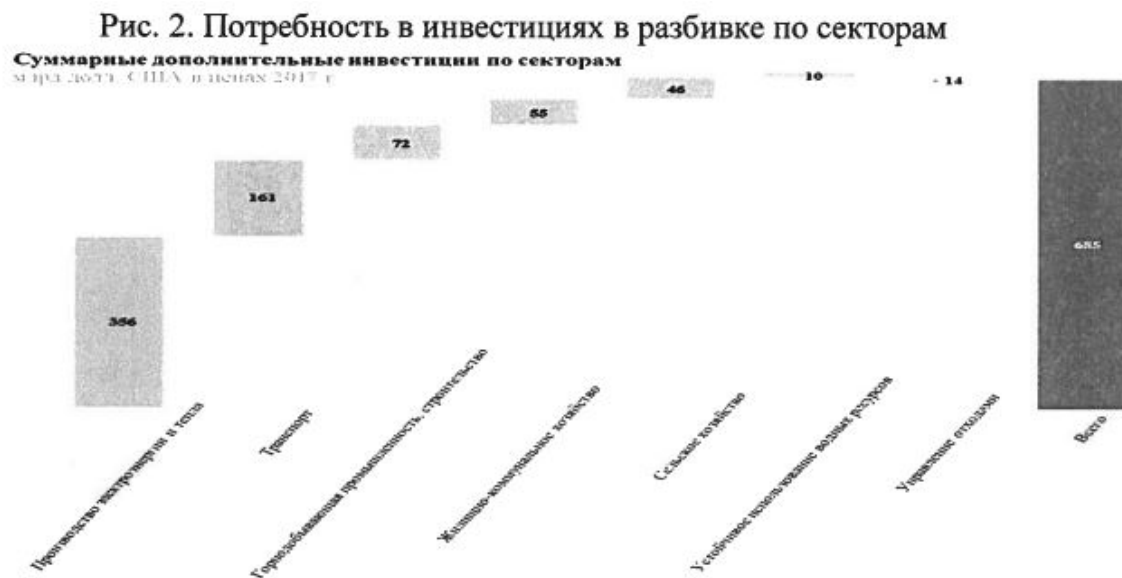 Рис. 2. Потребность в инвестициях в разбивке по секторам
Суммарные дополнительные инвестиции по секторам
млрд долл. США в ценах 2017 г
356
161
72
55
46
10
- 14
685
Производство электроэнергии и тепла
Транспорт
Горнодобывающая промышленность, строительство
Жилищно-коммунальное хозяйство
Сельское хозяйство
Устойчивое использование водных ресурсов
Управление отходами
Всего